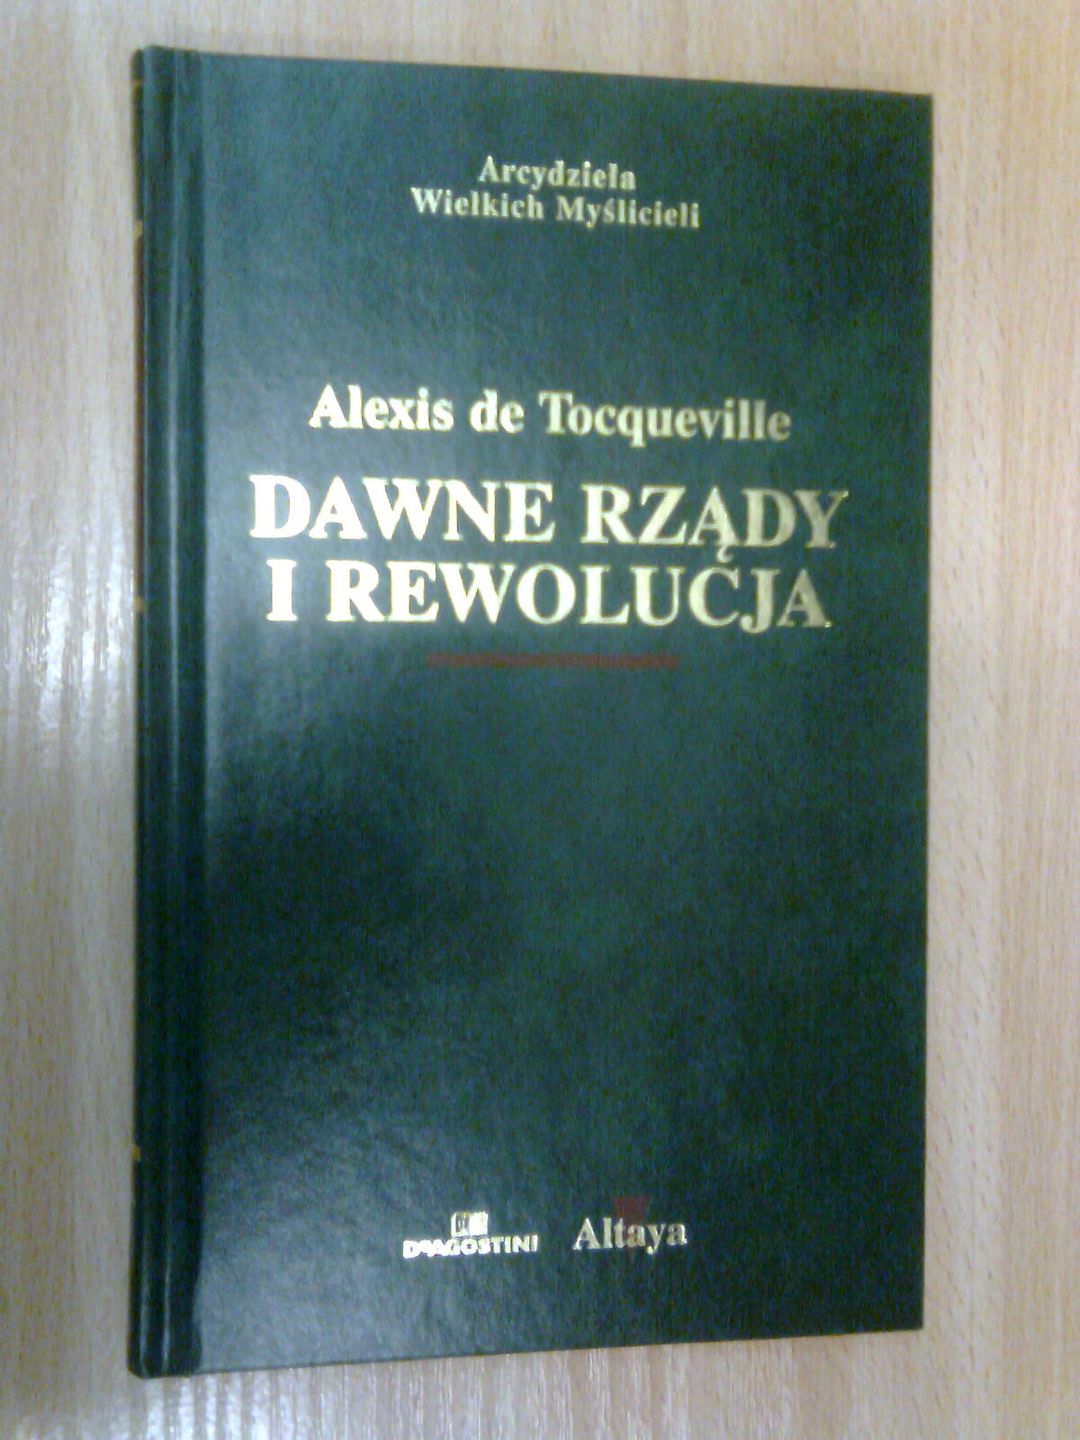 Arcydzieła
Wielkich Myślicieli
Alexis de Tocqueville
DAWNE RZĄDY
I REWOLUCJA
DeAGOSTINI Altaya